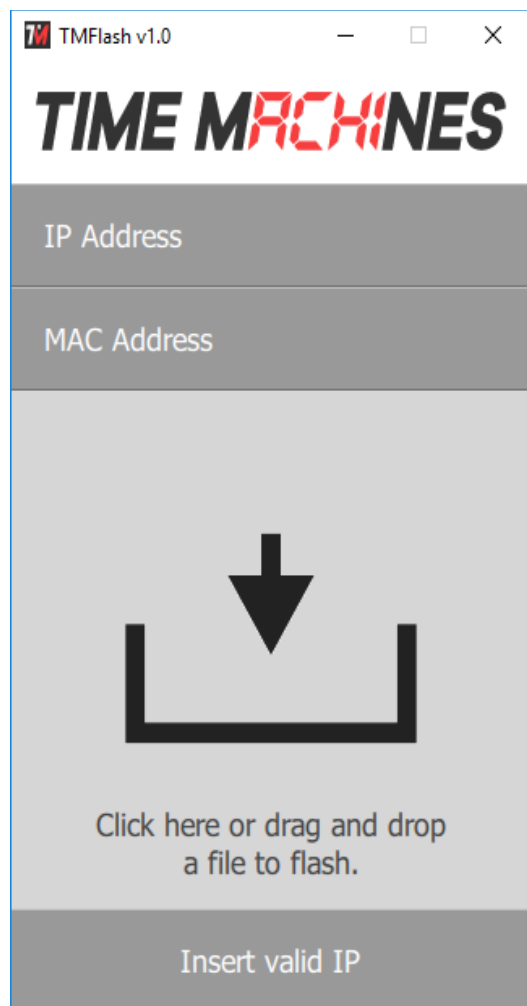 TMFlash v1.0
TIME MACHINES
IP Address
MAC Address
Click here or drag and drop
a file to flash.
Insert valid IP